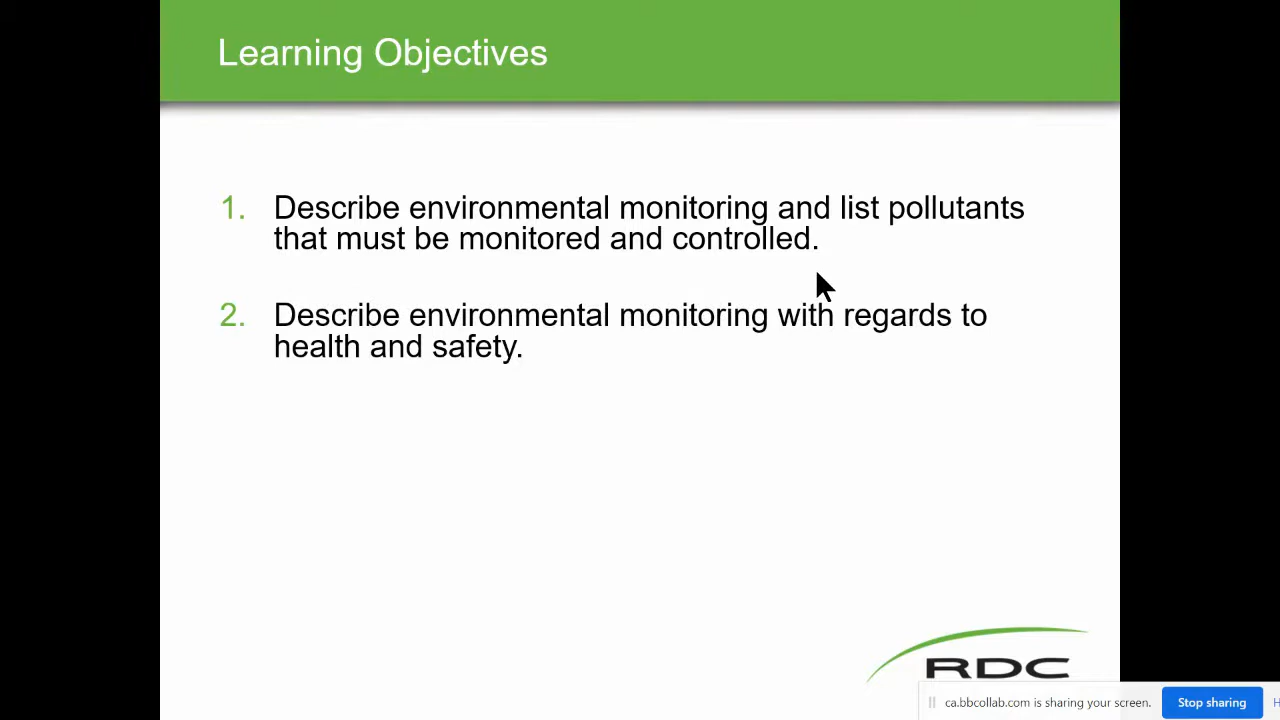 Learning Objectives
1. Describe environmental monitoring and list pollutants
that must be monitored and controlled.
2. Describe environmental monitoring with regards to
health and safety.
RDC
ca.bbcollab.com is sharing your screen. Stop sharing